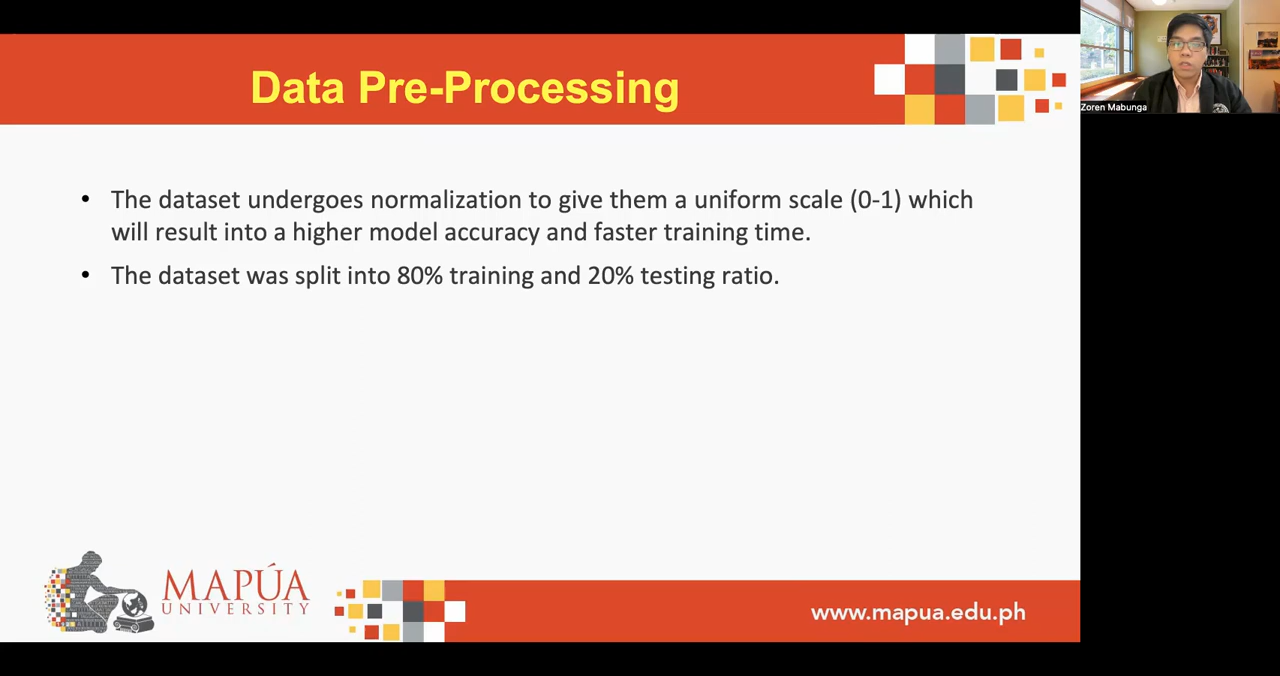 Data Pre-Processing
Zoren Mabunga
• The dataset undergoes normalization to give them a uniform scale (0-1) which
will result into a higher model accuracy and faster training time.
• The dataset was split into 80% training and 20% testing ratio.
MAPÚA
UNIVERSITY
www.mapua.edu.ph